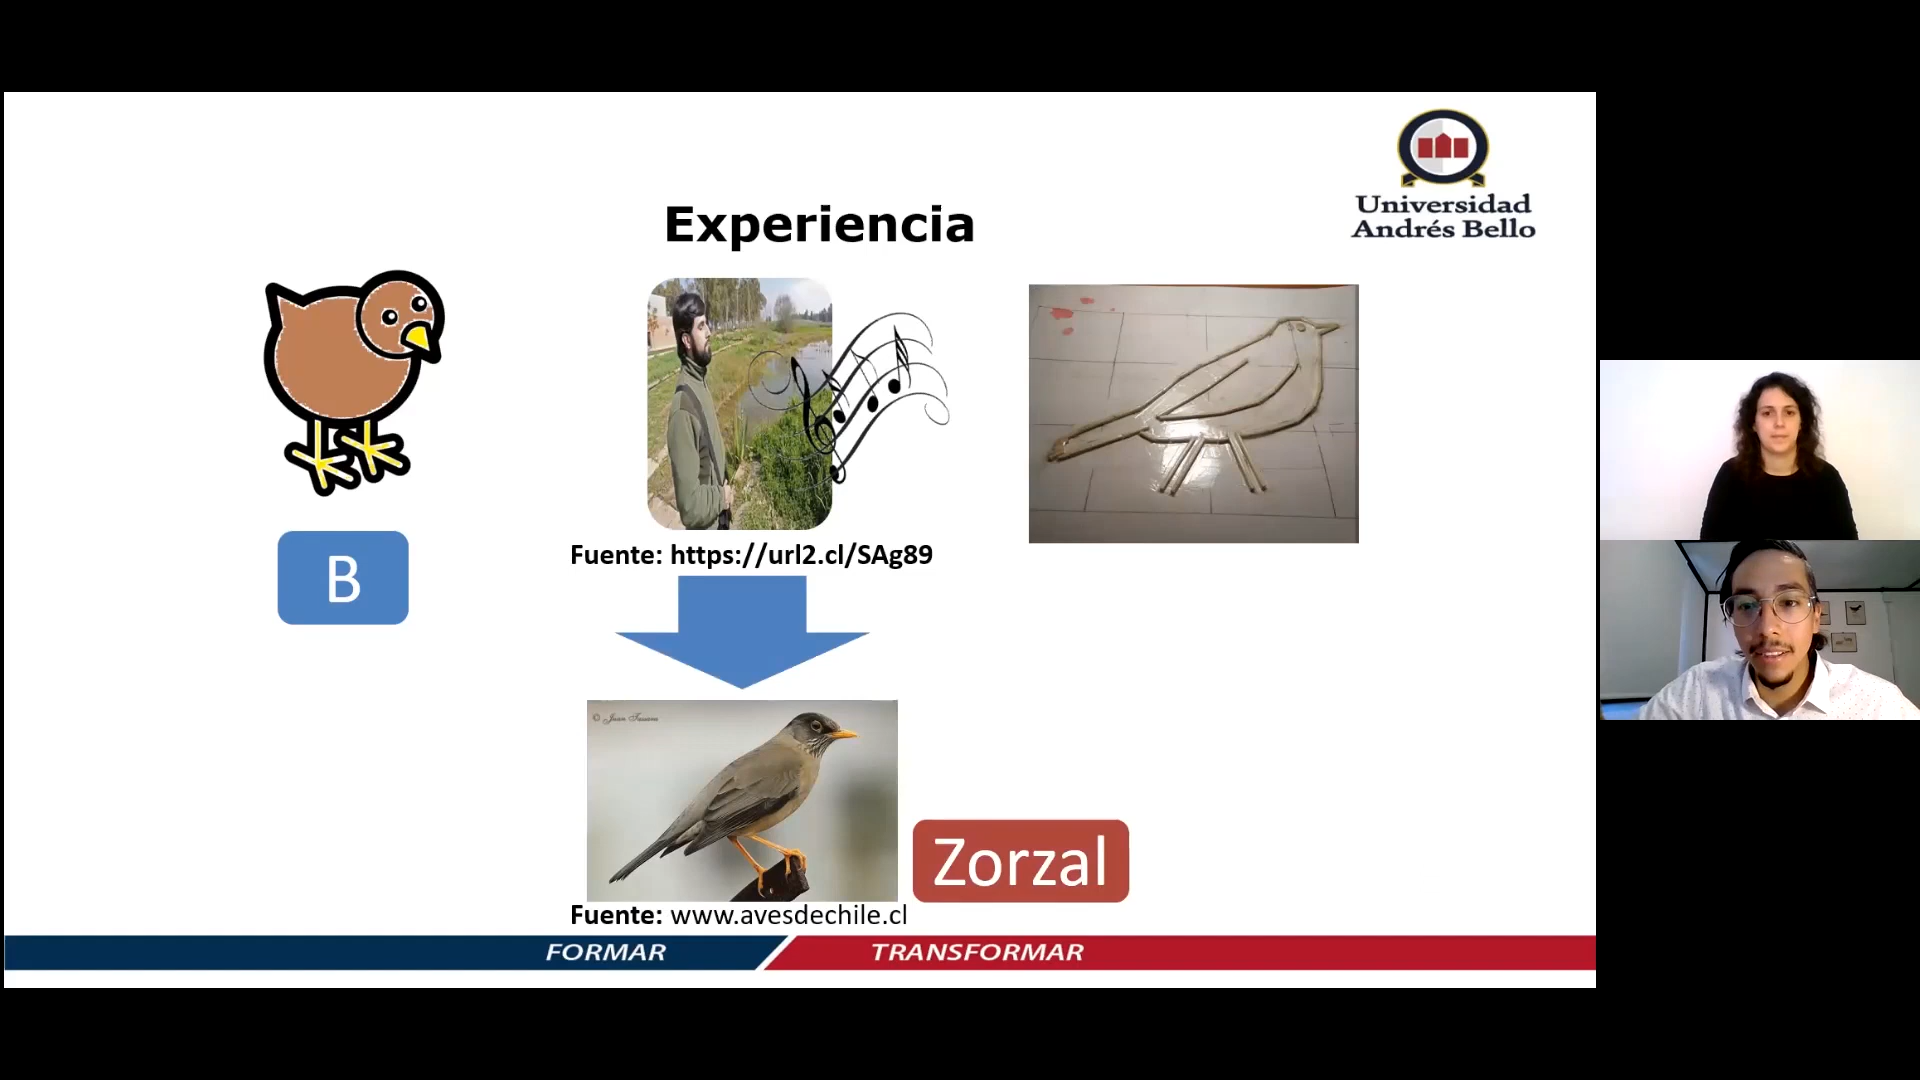 Universidad
Andrés Bello
Experiencia
B
Fuente: https://url2.cl/SAg89
Zorzal
Fuente: www.avesdechile.cl
FORMAR
TRANSFORMAR